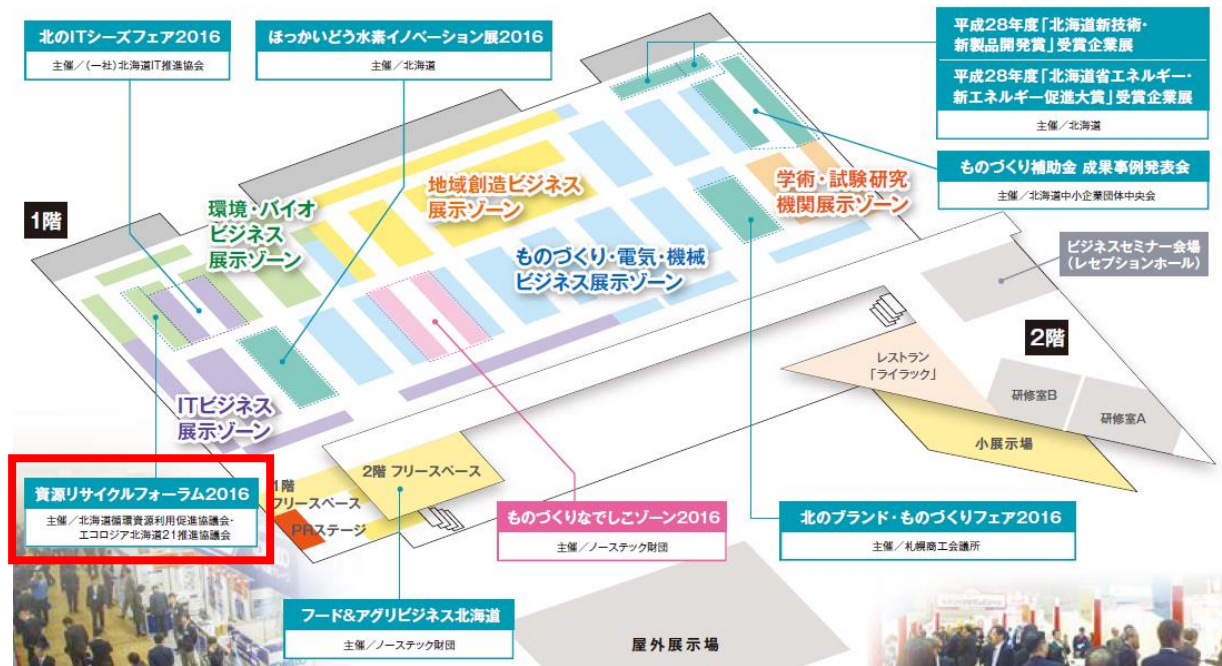 北のITシーズフェア2016
主催／(一社)北海道IT推進協会
ほっかいどう水素イノベーション展2016
主催／北海道
平成28年度「北海道新技術・
新製品開発賞」受賞企業展
平成28年度「北海道省エネルギー・
新エネルギー促進大賞」受賞企業展
主催／北海道
ものづくり補助金 成果事例発表会
主催／北海道中小企業団体中央会
1階
環境・バイオ
ビジネス
展示ゾーン
地域創造ビジネス
展示ゾーン
学術・試験研究
機関展示ゾーン
ものづくり・電気・機械
ビジネス展示ゾーン
ビジネスセミナー会場
(レセプションホール)
2階
レストラン
「ライラック」
研修室B
研修室A
小展示場
ITビジネス
展示ゾーン
2階 フリースペース
1階
フリースペース
PRステージ
資源リサイクルフォーラム2016
主催／北海道循環資源利用促進協議会・
エコロジア北海道21推進協議会
ものづくりなでしこゾーン2016
主催／ノーステック財団
北のブランド・ものづくりフェア2016
主催／札幌商工会議所
フード&アグリビジネス北海道
主催／ノーステック財団
屋外展示場